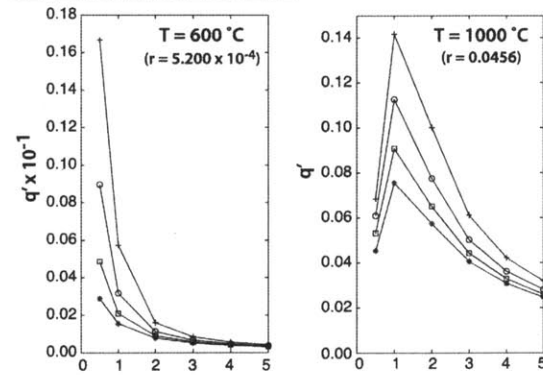 T = 600 °C
(r = 5.200 x 10⁻⁴)
q' x 10⁻¹
0.18
0.16
0.14
0.12
0.10
0.08
0.06
0.04
0.02
0.00
0 1 2 3 4 5
T = 1000 °C
(r = 0.0456)
q'
0.14
0.12
0.10
0.08
0.06
0.04
0.02
0.00
0 1 2 3 4 5